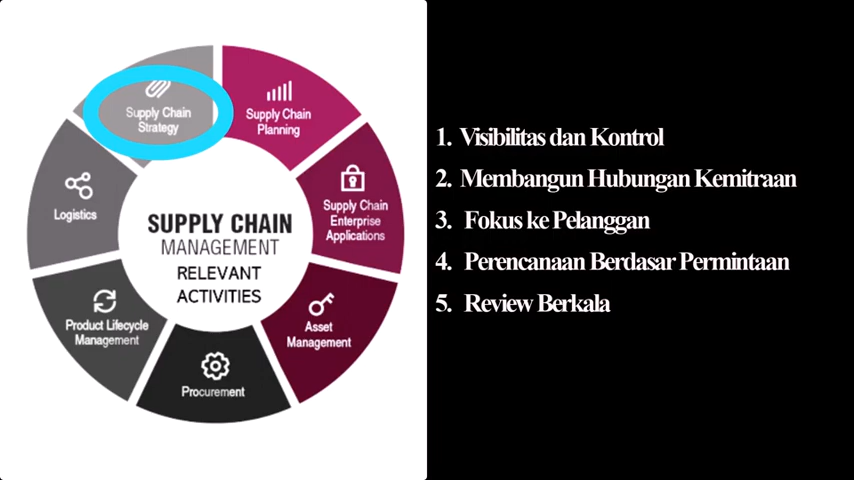 Supply Chain
Strategy
Supply Chain
Planning
Supply Chain
Enterprise
Applications
Asset
Management
Procurement
Product Lifecycle
Management
Logistics
SUPPLY CHAIN
MANAGEMENT
RELEVANT
ACTIVITIES
1. Visibilitas dan Kontrol
2. Membangun Hubungan Kemitraan
3. Fokus ke Pelanggan
4. Perencanaan Berdasar Permintaan
5. Review Berkala